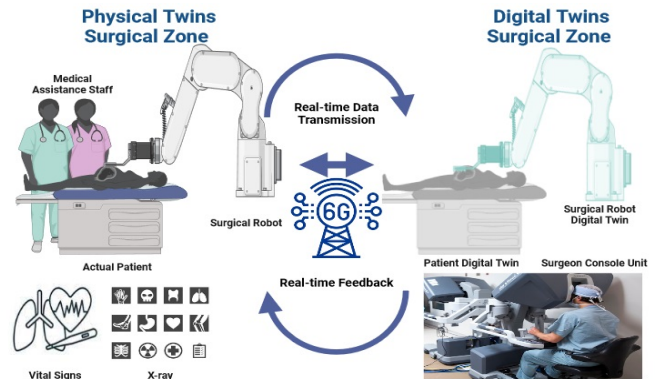 Physical Twins
Surgical Zone
Digital Twins
Surgical Zone
Medical
Assistance Staff
Real-time Data
Transmission
6G
Surgical Robot
Surgical Robot
Digital Twin
Actual Patient
Patient Digital Twin
Surgeon Console Unit
Real-time Feedback
Vital Signs
X-ray